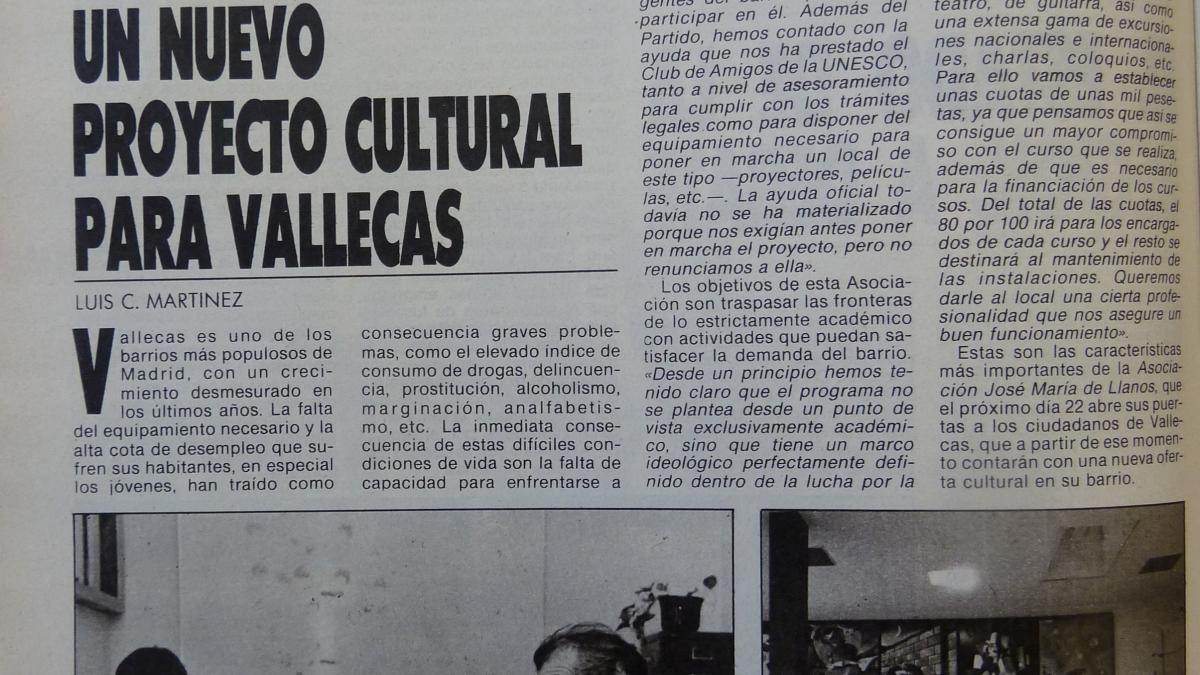 UN NUEVO
PROYECTO CULTURAL
PARA VALLECAS
LUIS C. MARTINEZ
Vallecas es uno de los
barrios más populosos de
Madrid, con un creci-
miento desmesurado en
los últimos años. La falta
del equipamiento necesario y la
alta cota de desempleo que su-
fren sus habitantes, en especial
los jóvenes, han traído como
consecuencia graves proble-
mas, como el elevado índice de
consumo de drogas, delincuen-
cia, prostitución, alcoholismo,
marginación, analfabetis-
mo, etc. La inmediata conse-
cuencia de estas difíciles con-
diciones de vida son la falta de
capacidad para enfrentarse a
participar en él. Además del
Partido, hemos contado con la
ayuda que nos ha prestado el
Club de Amigos de la UNESCO,
tanto a nivel de asesoramiento
para cumplir con los trámites
legales como para disponer del
equipamiento necesario para
poner en marcha un local de
este tipo —proyectores, pelícu-
las, etc.—. La ayuda oficial to-
davía no se ha materializado
porque nos exigían antes poner
en marcha el proyecto, pero no
renunciamos a ella».
Los objetivos de esta Asocia-
ción son traspasar las fronteras
de lo estrictamente académico
con actividades que puedan sa-
tisfacer la demanda del barrio.
«Desde un principio hemos te-
nido claro que el programa no
se plantea desde un punto de
vista exclusivamente académi-
co, sino que tiene un marco
ideológico perfectamente defi-
nido dentro de la lucha por la
teatro, de guitarra, así como
una extensa gama de excursio-
nes nacionales e internaciona-
les, charlas, coloquios, etc.
Para ello vamos a establecer
unas cuotas de unas mil pese-
tas, ya que pensamos que así se
consigue un mayor compromi-
so con el curso que se realiza,
además de que es necesario
para la financiación de los cur-
sos. Del total de las cuotas, el
80 por 100 irá para los encarga-
dos de cada curso y el resto se
destinará al mantenimiento de
las instalaciones. Queremos
darle al local una cierta profe-
sionalidad que nos asegure un
buen funcionamiento».
Estas son las características
más importantes de la Asocia-
ción José María de Llanos, que
el próximo día 22 abre sus puer-
tas a los ciudadanos de Valle-
cas, que a partir de ese momen-
to contarán con una nueva ofer-
ta cultural en su barrio.